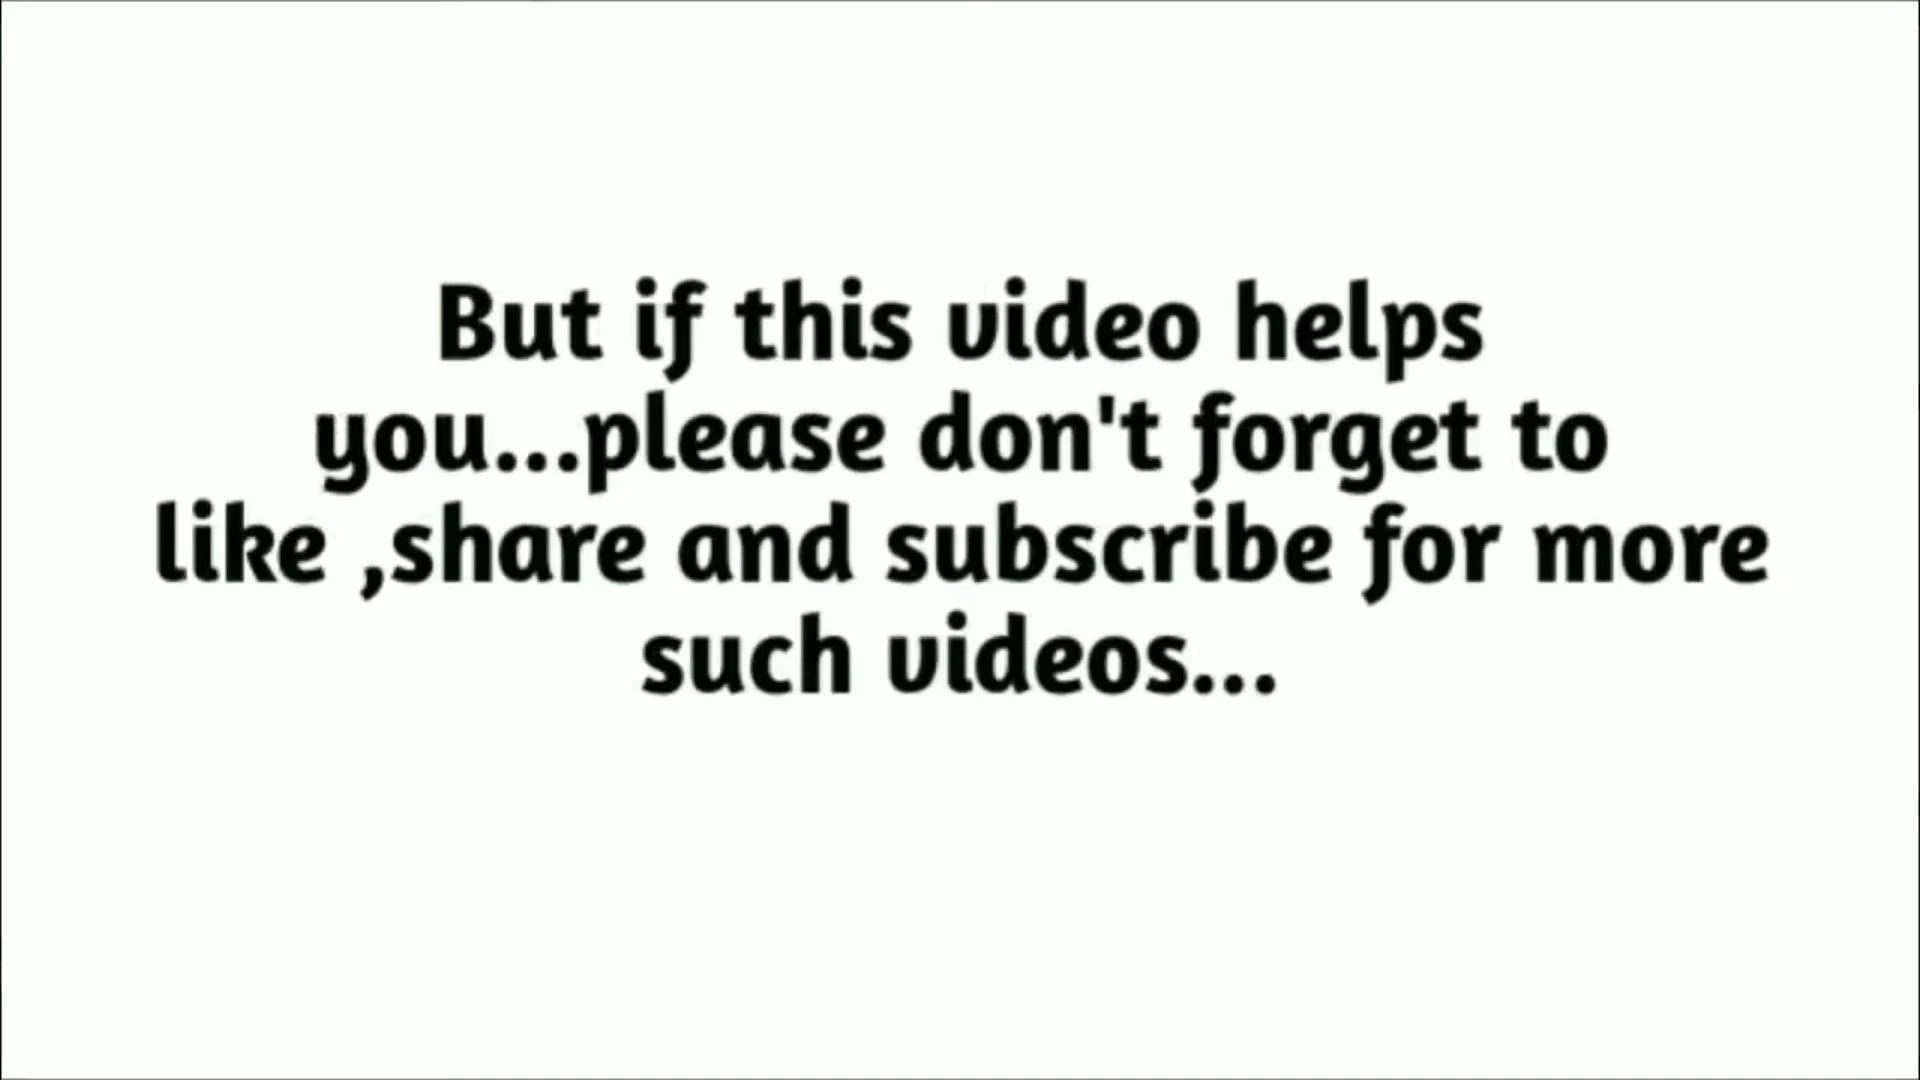 But if this video helps
you...please don't forget to
like ,share and subscribe for more
such videos...